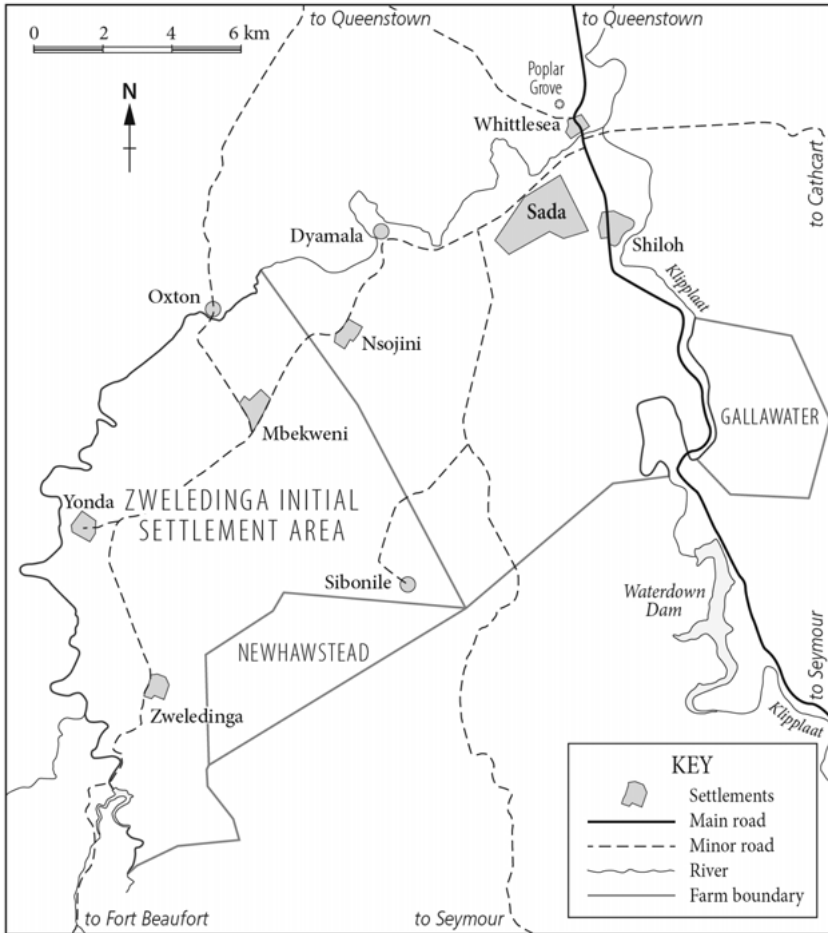 to Queenstown
to Queenstown
0 2 4 6 km
N
Poplar
Grove
Whittlesea
to Cathcart
Sada
Dyamala
Shiloh
Klipplaat
Oxton
Nsojini
GALLAWATER
Mbekweni
Yonda
ZWELEDINGA INITIAL
SETTLEMENT AREA
Sibonile
Waterdown
Dam
NEWHAWSTEAD
to Seymour
Zweledinga
Klipplaat
KEY
Settlements
Main road
Minor road
River
Farm boundary
to Fort Beaufort
to Seymour